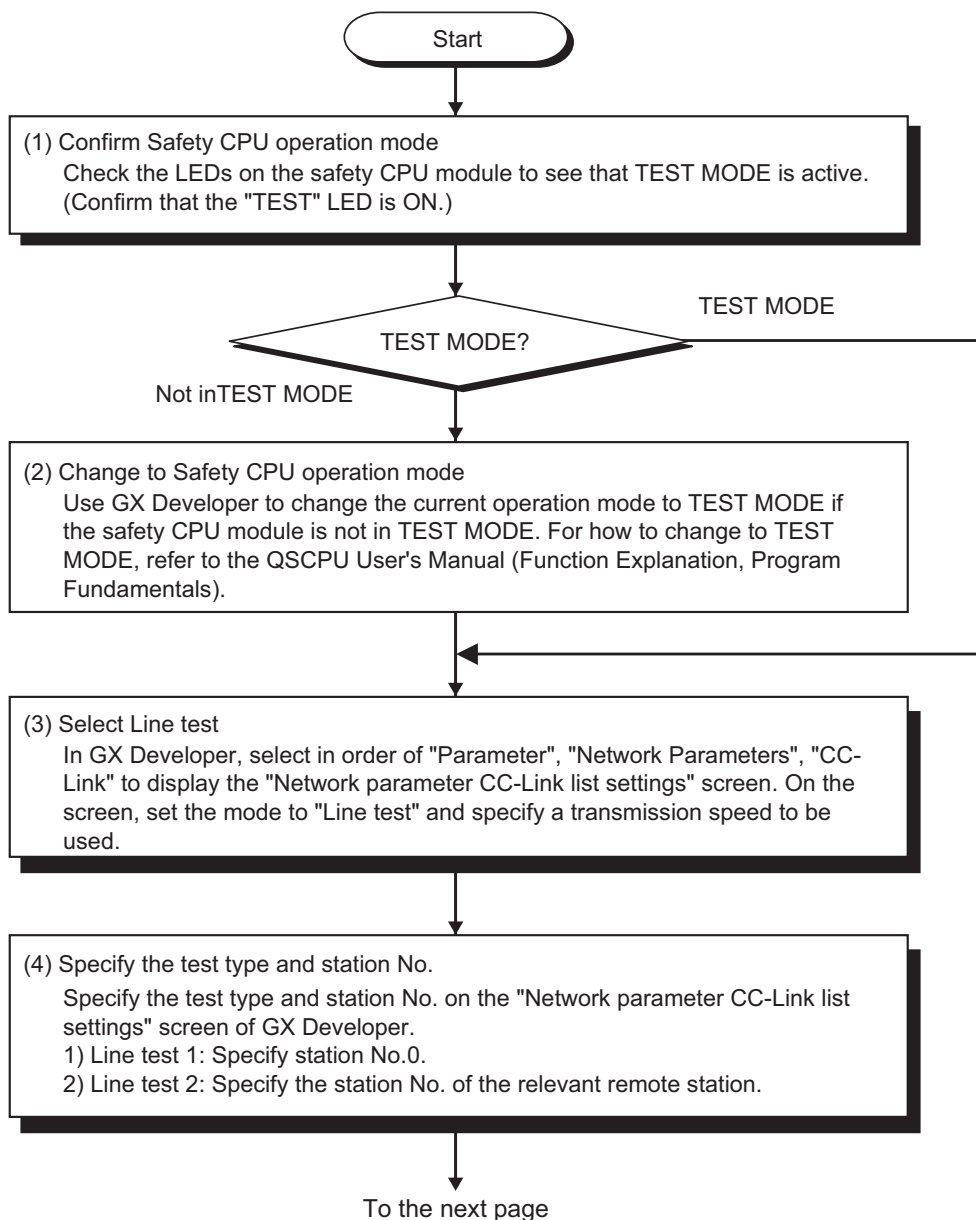 Start
(1) Confirm Safety CPU operation mode
Check the LEDs on the safety CPU module to see that TEST MODE is active.
(Confirm that the "TEST" LED is ON.)
TEST MODE
TEST MODE?
Not inTEST MODE
(2) Change to Safety CPU operation mode
Use GX Developer to change the current operation mode to TEST MODE if
the safety CPU module is not in TEST MODE. For how to change to TEST
MODE, refer to the QSCPU User's Manual (Function Explanation, Program
Fundamentals).
(3) Select Line test
In GX Developer, select in order of "Parameter", "Network Parameters", "CC-
Link" to display the "Network parameter CC-Link list settings" screen. On the
screen, set the mode to "Line test" and specify a transmission speed to be
used.
(4) Specify the test type and station No.
Specify the test type and station No. on the "Network parameter CC-Link list
settings" screen of GX Developer.
1) Line test 1: Specify station No.0.
2) Line test 2: Specify the station No. of the relevant remote station.
To the next page